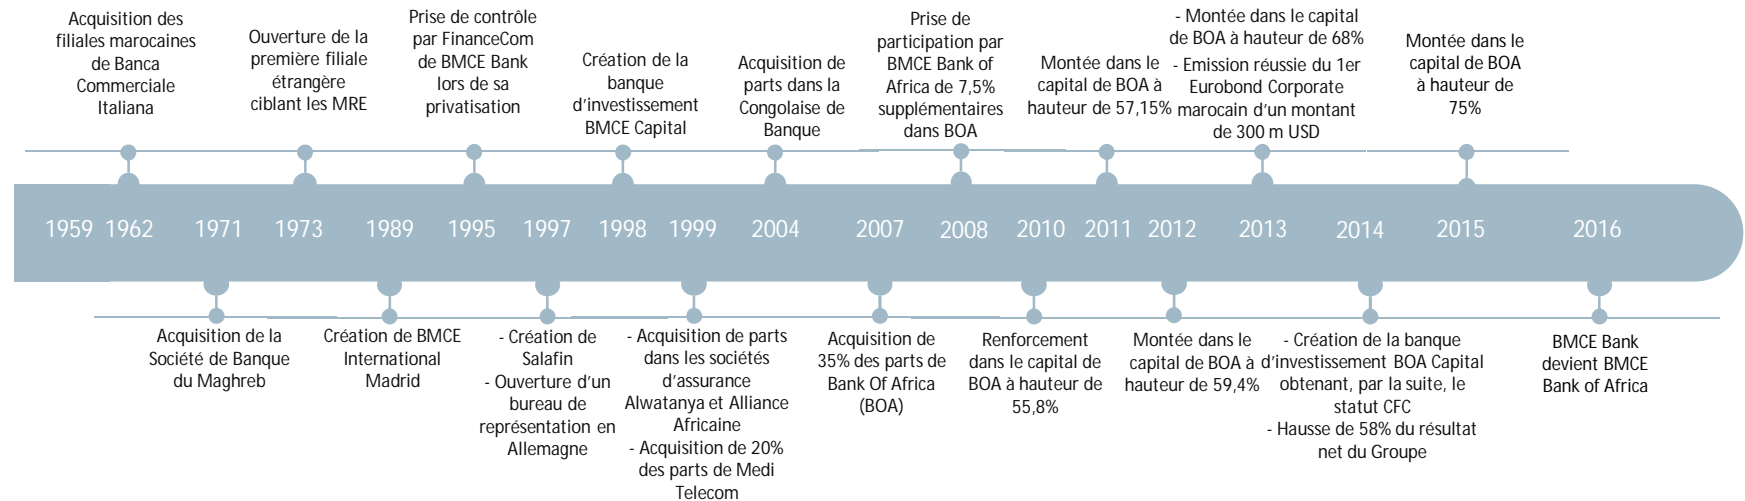 Acquisition des
filiales marocaines
de Banca
Commerciale
Italiana
Ouverture de la
première filiale
étrangère
ciblant les MRE
Prise de contrôle
par FinanceCom
de BMCE Bank
lors de sa
privatisation
Création de la
banque
d'investissement
BMCE Capital
Acquisition de
parts dans la
Congolaise de
Banque
Prise de
participation par
BMCE Bank of
Africa de 7,5%
supplémentaires
dans BOA
Montée dans le
capital de BOA à
hauteur de 57,15%
- Montée dans le capital
de BOA à hauteur de 68%
- Emission réussie du 1er
Eurobond Corporate
marocain d'un montant
de 300 m USD
Montée dans le
capital de BOA
à hauteur de
75%
1959 1962 1971 1973 1989 1995 1997 1998 1999 2004 2007 2008 2010 2011 2012 2013 2014 2015 2016
Acquisition de la
Société de Banque
du Maghreb
Création de BMCE
International
Madrid
- Création de
Salafin
- Ouverture d'un
bureau de
représentation en
Allemagne
- Acquisition de parts
dans les sociétés
d'assurance
Alwatanya et Alliance
Africaine
- Acquisition de 20%
des parts de Medi
Telecom
Acquisition de
35% des parts de
Bank Of Africa
(BOA)
Renforcement
dans le capital de
BOA à hauteur de
55,8%
Montée dans le
capital de BOA à
hauteur de 59,4%
- Création de la banque
d'investissement BOA Capital
obtenant, par la suite, le
statut CFC
- Hausse de 58% du résultat
net du Groupe
BMCE Bank
devient BMCE
Bank of Africa